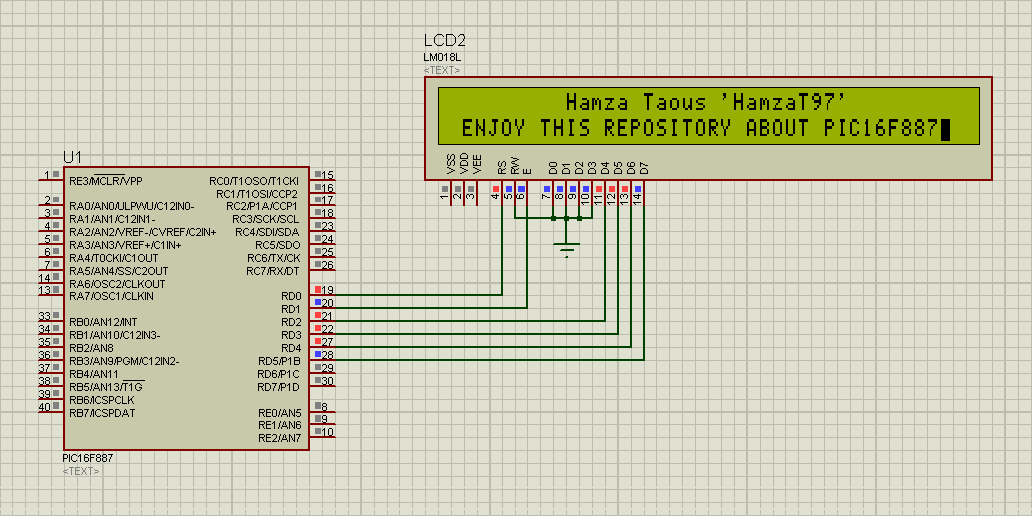 LCD2
LM018L
<TEXT>
Hamza Taous 'HamzaT97'
ENJOY THIS REPOSITORY ABOUT PIC16F887
VSS VDD VEE RS RW E D0 D1 D2 D3 D4 D5 D6 D7
1 2 3 4 5 6 7 8 9 10 11 12 13 14
U1
1 RE3/MCLR/VPP RC0/T1OSO/T1CKI 15
RC1/T1OSI/CCP2 16
2 RA0/AN0/ULPWU/C12IN0- RC2/P1A/CCP1 17
3 RA1/AN1/C12IN1- RC3/SCK/SCL 18
4 RA2/AN2/VREF-/CVREF/C2IN+ RC4/SDI/SDA 23
5 RA3/AN3/VREF+/C1IN+ RC5/SDO 24
6 RA4/T0CKI/C1OUT RC6/TX/CK 25
7 RA5/AN4/SS/C2OUT RC7/RX/DT 26
14 RA6/OSC2/CLKOUT
13 RA7/OSC1/CLKIN RD0 19
RD1 20
33 RB0/AN12/INT RD2 21
34 RB1/AN10/C12IN3- RD3 22
35 RB2/AN8 RD4 27
36 RB3/AN9/PGM/C12IN2- RD5/P1B 28
37 RB4/AN11 RD6/P1C 29
38 RB5/AN13/T1G RD7/P1D 30
39 RB6/ICSPCLK
40 RB7/ICSPDAT RE0/AN5 8
RE1/AN6 9
RE2/AN7 10
PIC16F887
<TEXT>